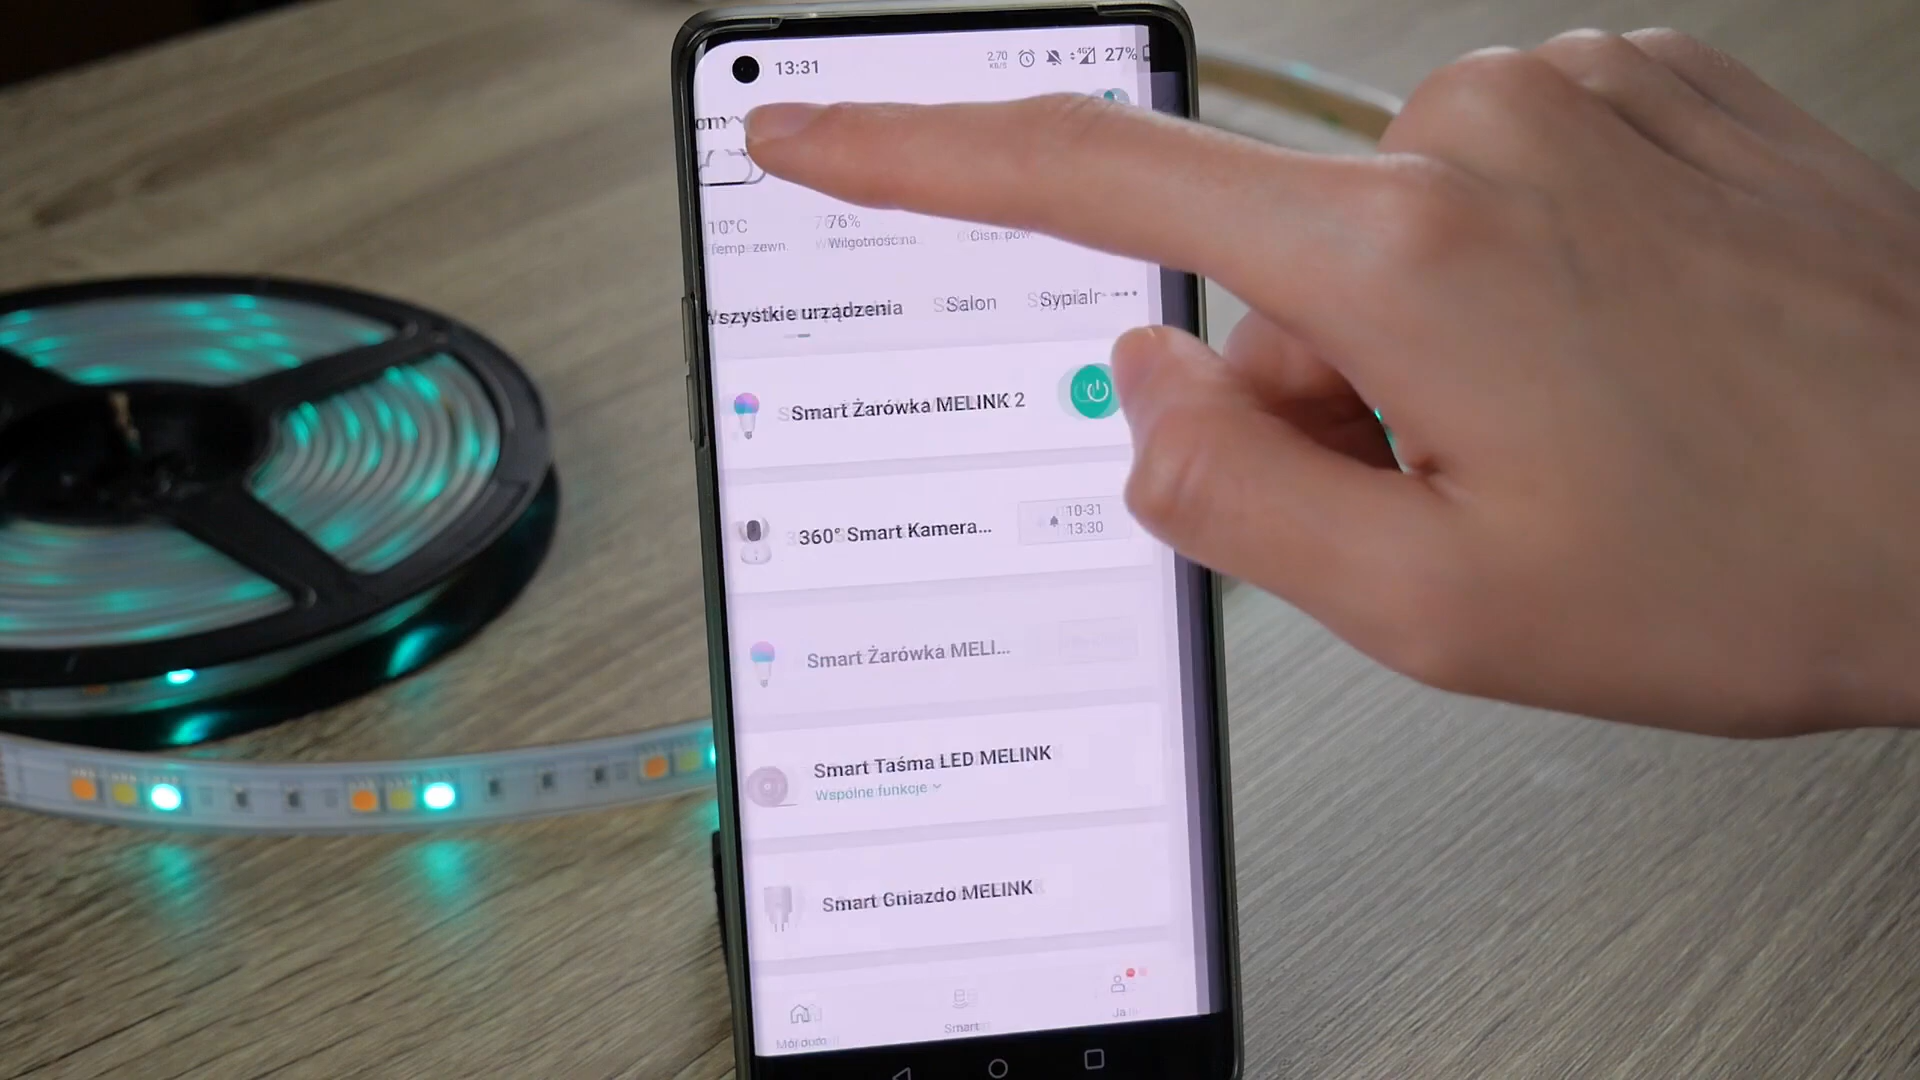 13:31
2.70
KB/S
4G
27%
om
10°C
76%
Temp. zewn.
Wilgotność na...
Ciśn. pow.
Wszystkie urządzenia
Salon
Sypialn
Smart Żarówka MELINK 2
360° Smart Kamera...
10-31
13:30
Smart Żarówka MELI...
Smart Taśma LED MELINK
Wspólne funkcje
Smart Gniazdo MELINK
Mój dom
Smart
Ja